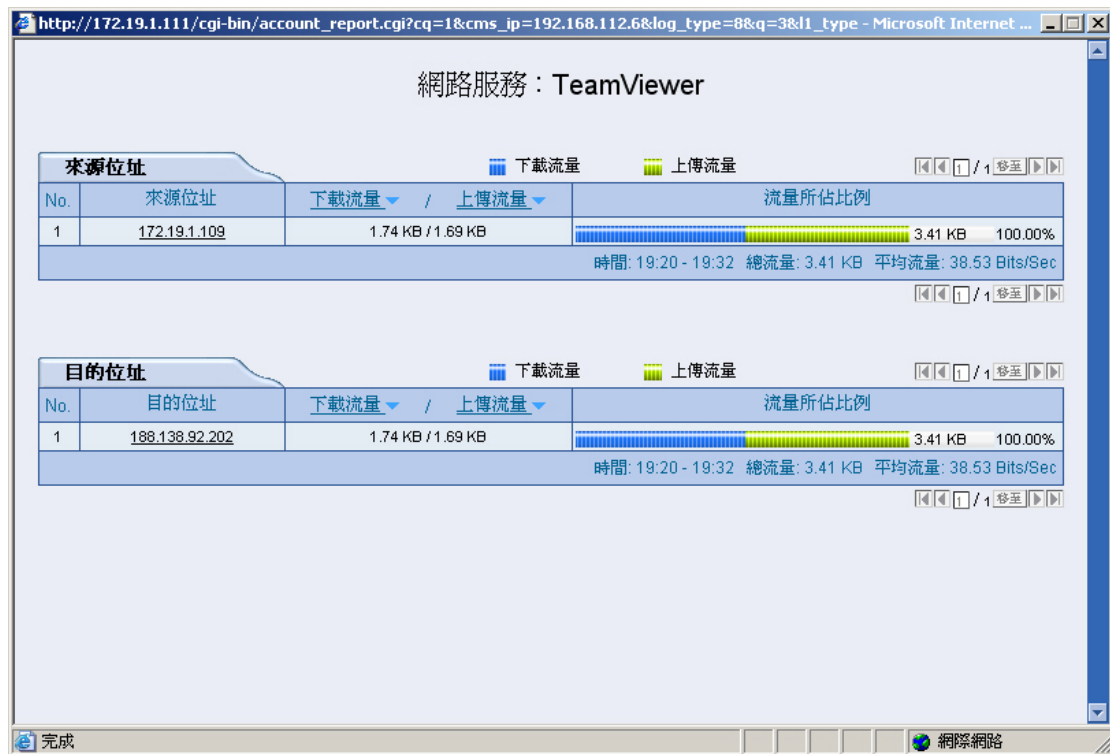 http://172.19.1.111/cgi-bin/account_report.cgi?cq=1&cms_ip=192.168.112.6&log_type=8&q=3&l1_type - Microsoft Internet ...
網路服務：TeamViewer
來源位址 下載流量 上傳流量 1 / 1 移至
No. 來源位址 下載流量 / 上傳流量 流量所佔比例
1 172.19.1.109 1.74 KB / 1.69 KB 3.41 KB 100.00%
時間: 19:20 - 19:32 總流量: 3.41 KB 平均流量: 38.53 Bits/Sec
1 / 1 移至
目的位址 下載流量 上傳流量 1 / 1 移至
No. 目的位址 下載流量 / 上傳流量 流量所佔比例
1 188.138.92.202 1.74 KB / 1.69 KB 3.41 KB 100.00%
時間: 19:20 - 19:32 總流量: 3.41 KB 平均流量: 38.53 Bits/Sec
1 / 1 移至
完成 網際網路